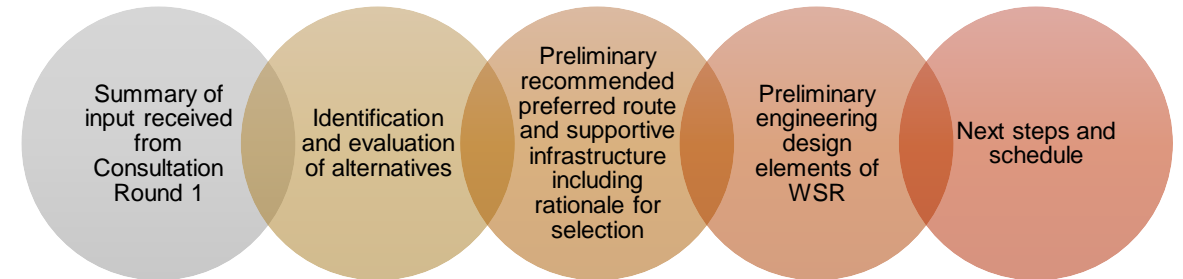 Summary of
input received
from
Consultation
Round 1
Identification
and evaluation
of alternatives
Preliminary
recommended
preferred route
and supportive
infrastructure
including
rationale for
selection
Preliminary
engineering
design
elements of
WSR
Next steps and
schedule